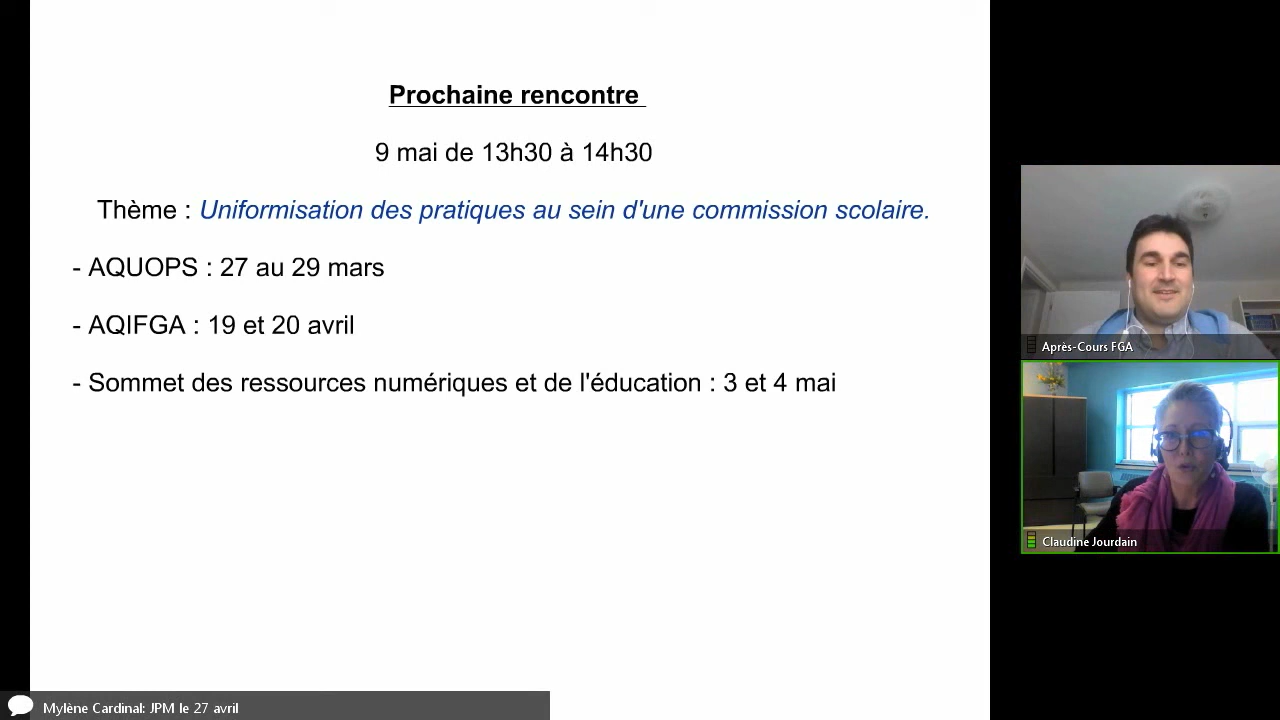 Prochaine rencontre
9 mai de 13h30 à 14h30
Thème : Uniformisation des pratiques au sein d'une commission scolaire.
- AQUOPS : 27 au 29 mars
- AQIFGA : 19 et 20 avril
- Sommet des ressources numériques et de l'éducation : 3 et 4 mai
Après-Cours FGA
Claudine Jourdain
Mylène Cardinal: JPM le 27 avril